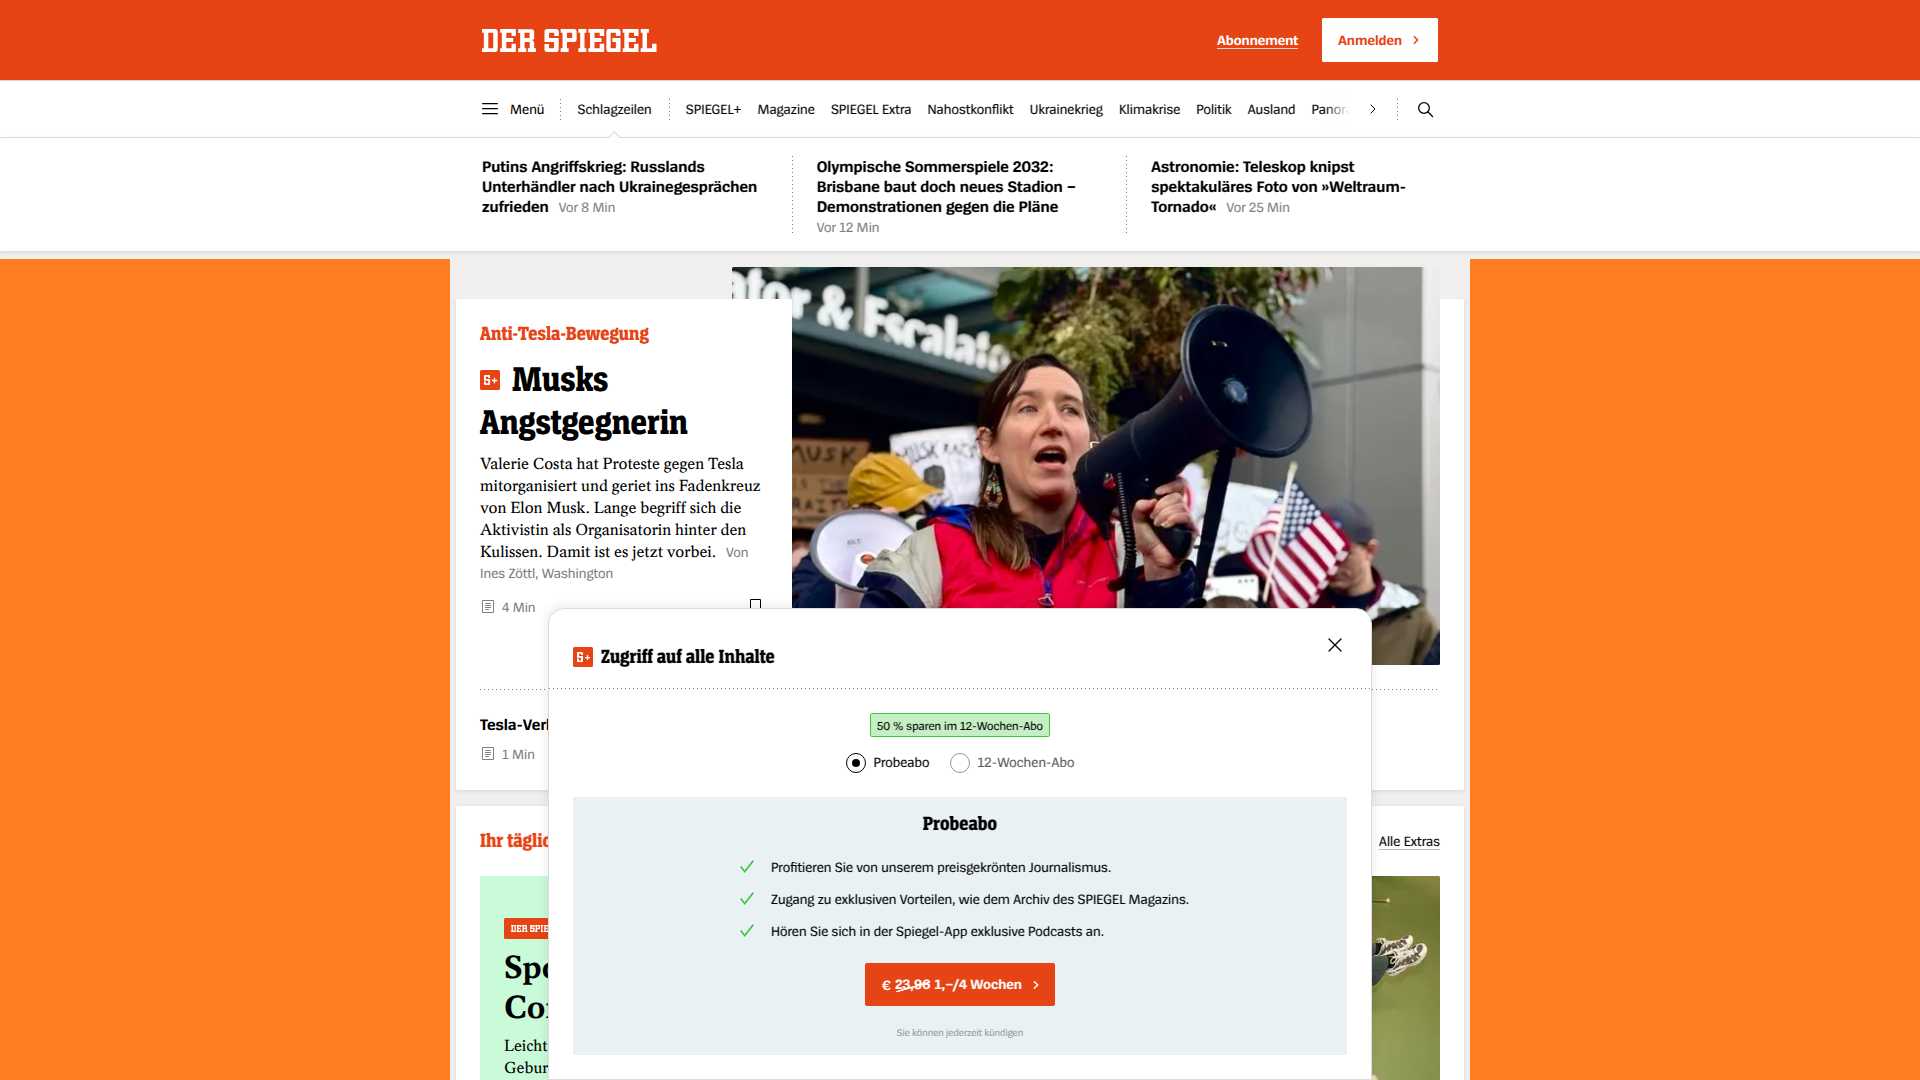 DER SPIEGEL
Abonnement
Anmelden
Menü
Schlagzeilen
SPIEGEL+
Magazine
SPIEGEL Extra
Nahostkonflikt
Ukrainekrieg
Klimakrise
Politik
Ausland
Panor
Putins Angriffskrieg: Russlands
Unterhändler nach Ukrainegesprächen
zufrieden Vor 8 Min
Olympische Sommerspiele 2032:
Brisbane baut doch neues Stadion –
Demonstrationen gegen die Pläne
Vor 12 Min
Astronomie: Teleskop knipst
spektakuläres Foto von »Weltraum-
Tornado« Vor 25 Min
ator & Escalato
MUSK
Anti-Tesla-Bewegung
S+ Musks
Angstgegnerin
Valerie Costa hat Proteste gegen Tesla
mitorganisiert und geriet ins Fadenkreuz
von Elon Musk. Lange begriff sich die
Aktivistin als Organisatorin hinter den
Kulissen. Damit ist es jetzt vorbei. Von
Ines Zöttl, Washington
4 Min
S+ Zugriff auf alle Inhalte
Tesla-Verk
1 Min
50 % sparen im 12-Wochen-Abo
Probeabo
12-Wochen-Abo
Probeabo
Profitieren Sie von unserem preisgekrönten Journalismus.
Zugang zu exklusiven Vorteilen, wie dem Archiv des SPIEGEL Magazins.
Hören Sie sich in der Spiegel-App exklusive Podcasts an.
€ 23,96 1,–/4 Wochen
Sie können jederzeit kündigen
Ihr täglic
Alle Extras
DER SPIE
Spe
Co
Leicht
Gebur